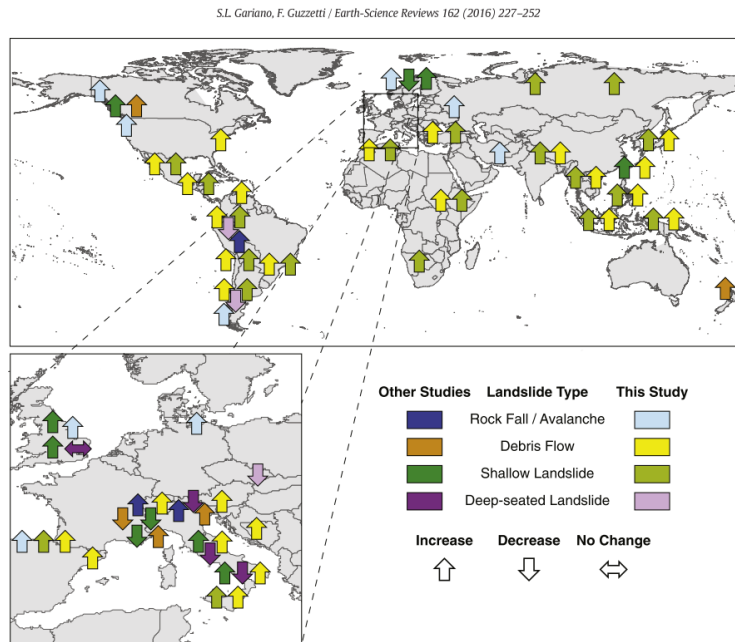 S.L. Gariano, F. Guzzetti / Earth-Science Reviews 162 (2016) 227–252
Other Studies Landslide Type This Study
Rock Fall / Avalanche
Debris Flow
Shallow Landslide
Deep-seated Landslide
Increase Decrease No Change